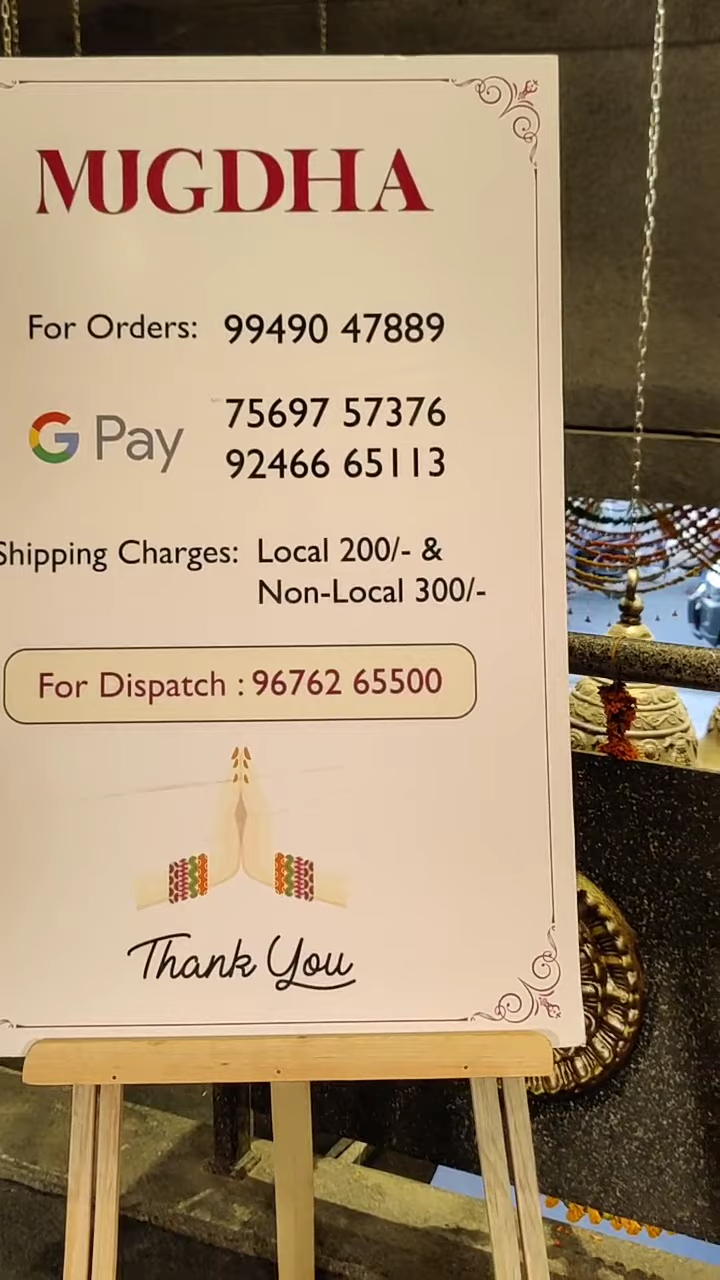 MUGDHA
For Orders: 99490 47889
G Pay 75697 57376
92466 65113
Shipping Charges: Local 200/- &
Non-Local 300/-
For Dispatch : 96762 65500
Thank You